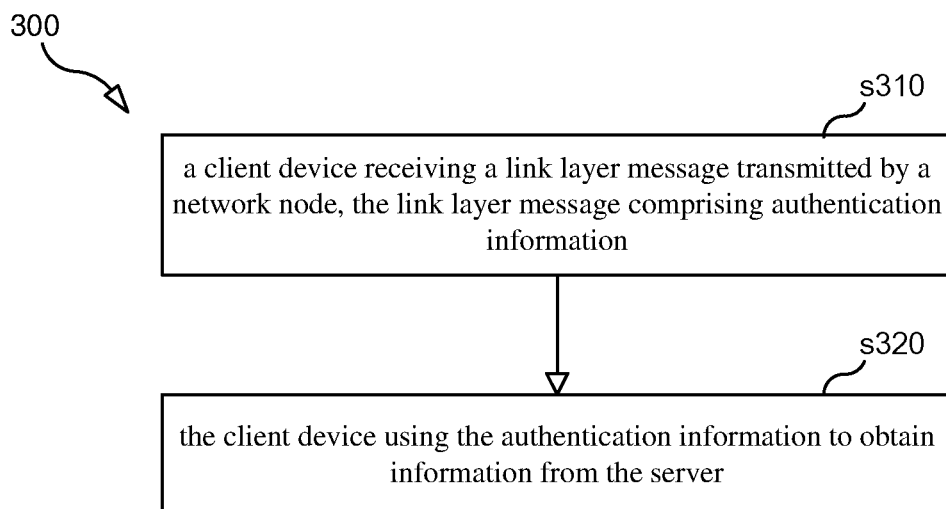 300
s310
a client device receiving a link layer message transmitted by a
network node, the link layer message comprising authentication
information
s320
the client device using the authentication information to obtain
information from the server